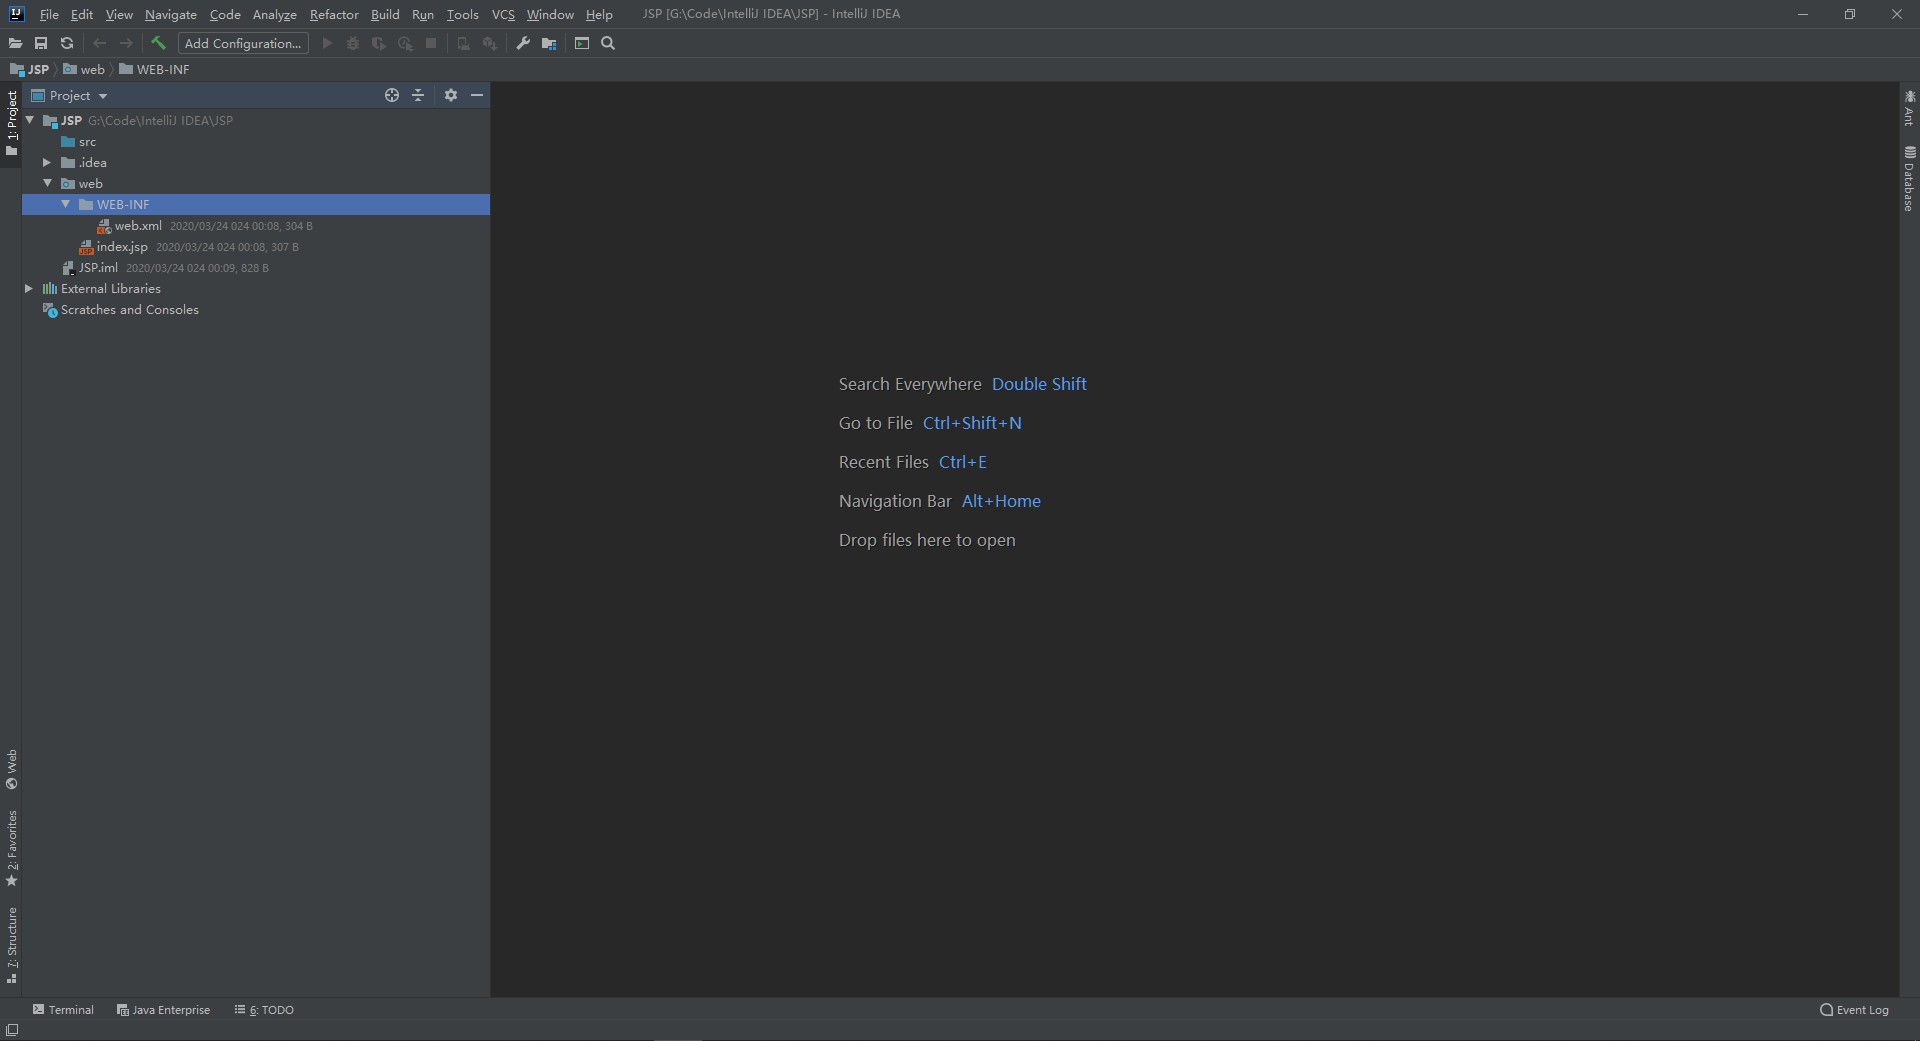 File Edit View Navigate Code Analyze Refactor Build Run Tools VCS Window Help JSP [G:\Code\IntelliJ IDEA\JSP] - IntelliJ IDEA
Add Configuration...
JSP web WEB-INF
1: Project
Project
JSP G:\Code\IntelliJ IDEA\JSP
src
.idea
web
WEB-INF
web.xml 2020/03/24 024 00:08, 304 B
index.jsp 2020/03/24 024 00:08, 307 B
JSP.iml 2020/03/24 024 00:09, 828 B
External Libraries
Scratches and Consoles
Search Everywhere Double Shift
Go to File Ctrl+Shift+N
Recent Files Ctrl+E
Navigation Bar Alt+Home
Drop files here to open
Ant
Database
Web
2: Favorites
7: Structure
Terminal Java Enterprise 6: TODO Event Log